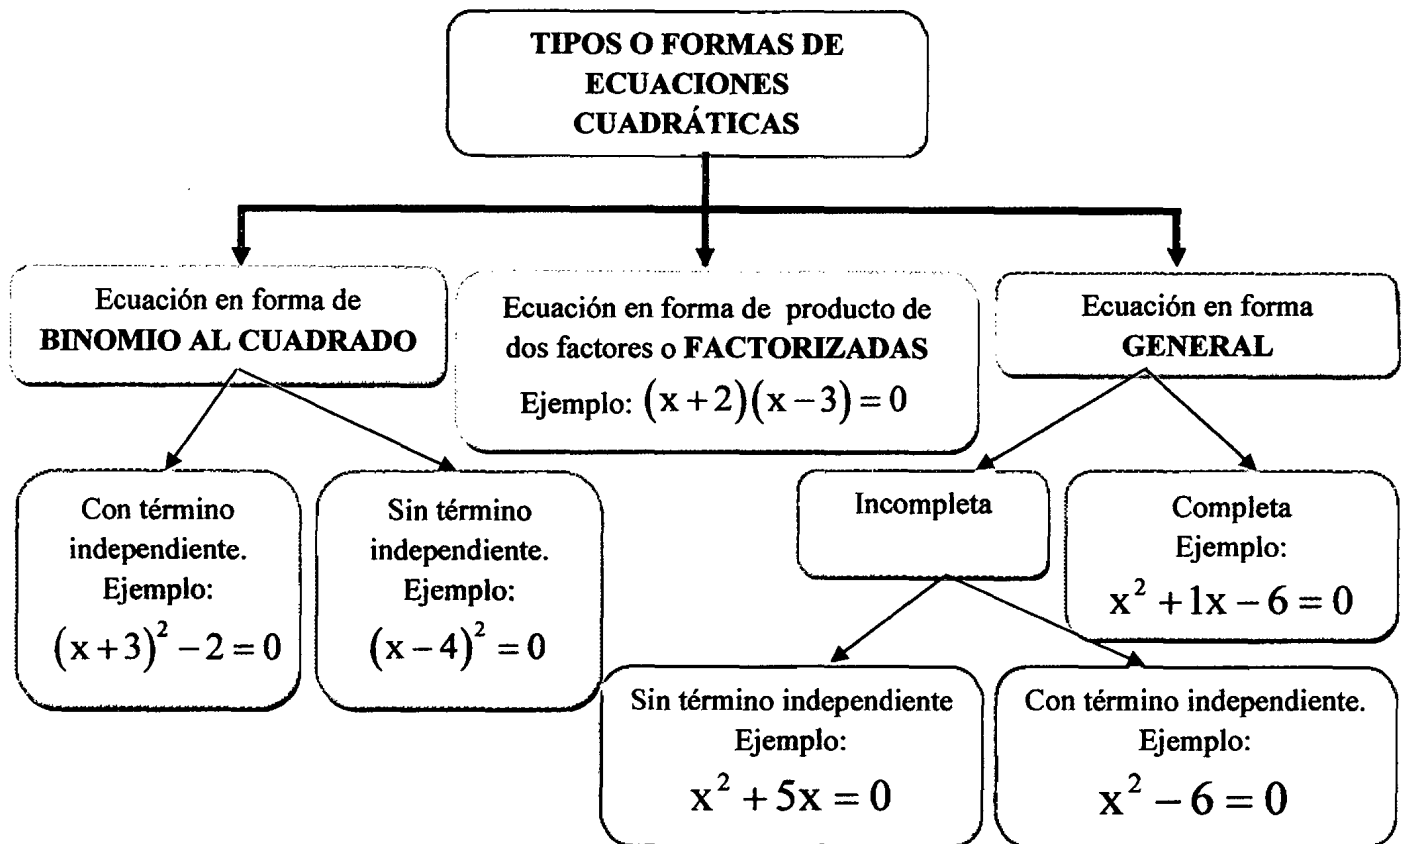 TIPOS O FORMAS DE
ECUACIONES
CUADRÁTICAS
Ecuación en forma de
BINOMIO AL CUADRADO
Ecuación en forma de producto de
dos factores o FACTORIZADAS
Ejemplo: (x+2)(x−3)=0
Ecuación en forma
GENERAL
Con término
independiente.
Ejemplo:
(x+3)²−2=0
Sin término
independiente.
Ejemplo:
(x−4)²=0
Incompleta
Completa
Ejemplo:
x²+1x−6=0
Sin término independiente
Ejemplo:
x²+5x=0
Con término independiente.
Ejemplo:
x²−6=0